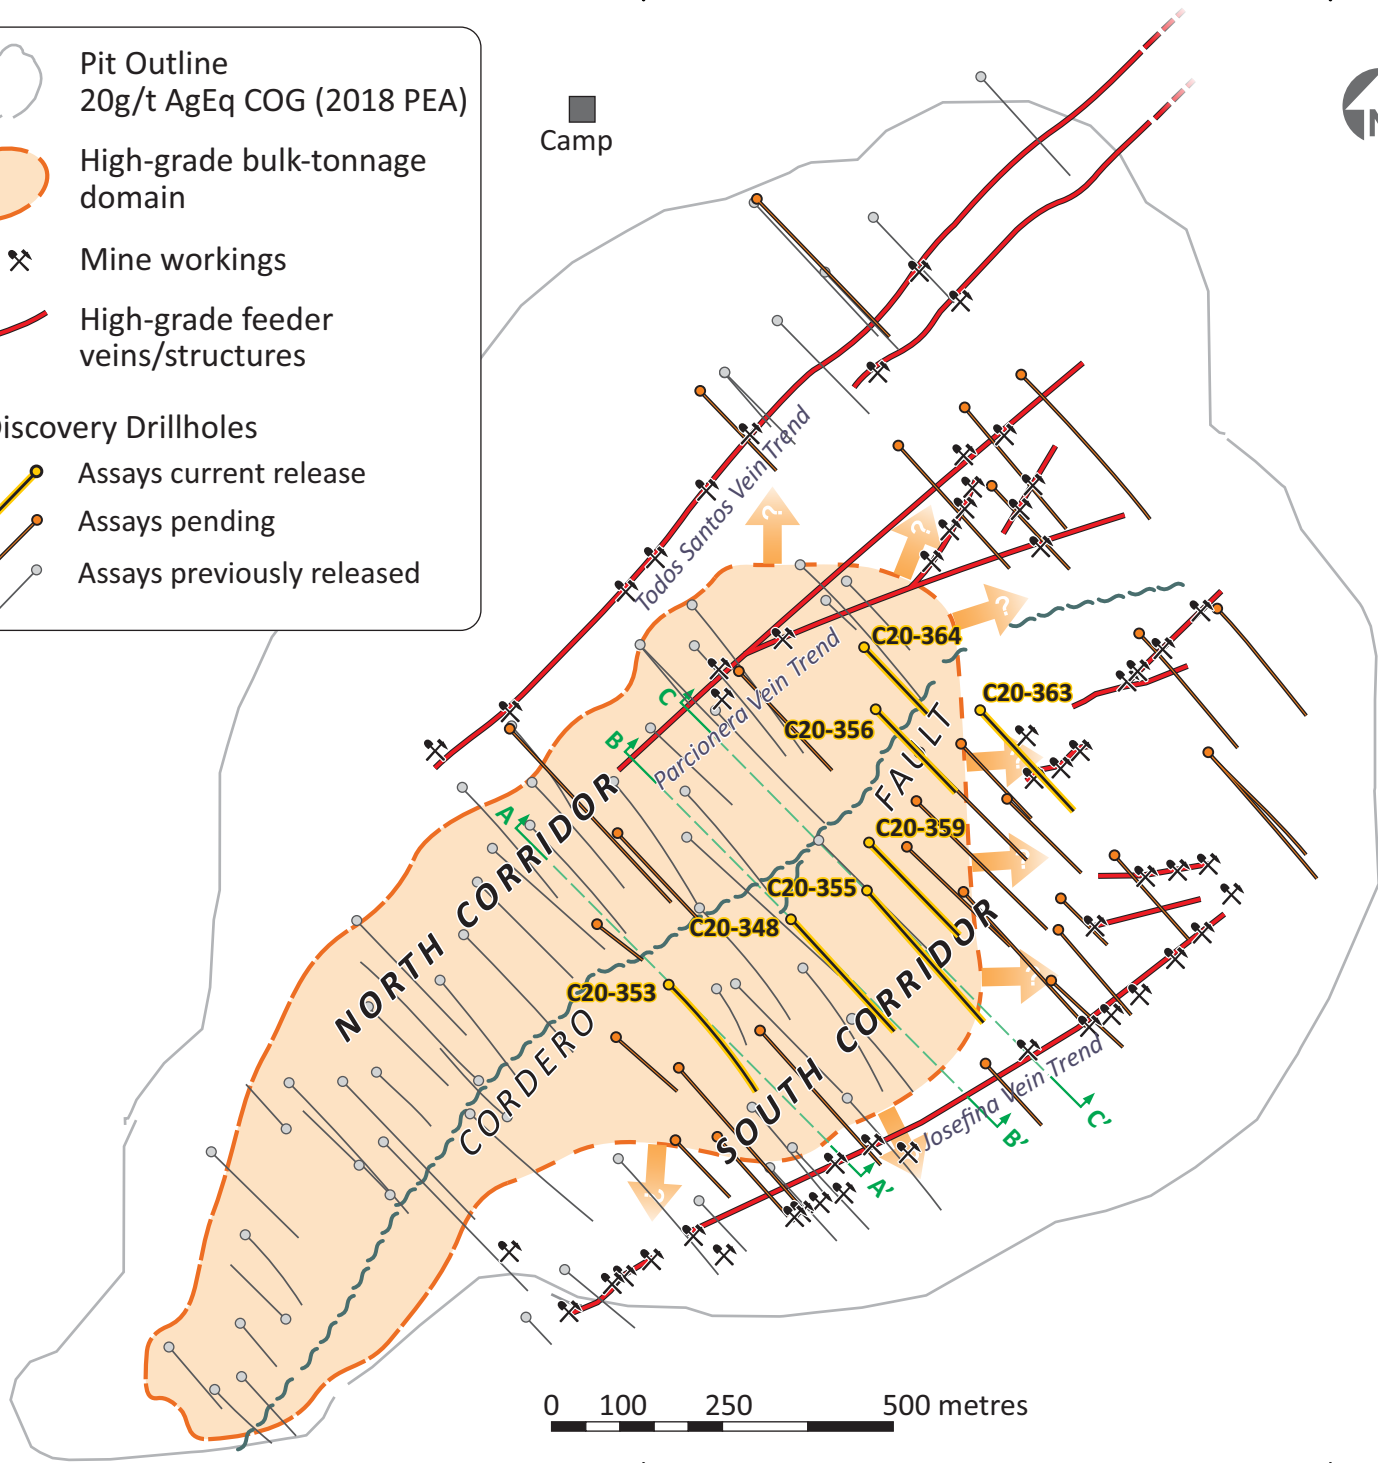 Pit Outline
20g/t AgEq COG (2018 PEA)
High-grade bulk-tonnage
domain
Mine workings
High-grade feeder
veins/structures
Discovery Drillholes
Assays current release
Assays pending
Assays previously released
Camp
N
Todos Santos Vein Trend
?
?
?
C20-364
C20-363
Parcionera Vein Trend
C
C20-356
B
FAULT
?
A
C20-359
?
NORTH CORRIDOR
C20-355
C20-348
C20-353
?
CORDERO
SOUTH CORRIDOR
Josefina Vein Trend
C'
B'
A'
?
?
0 100 250 500 metres